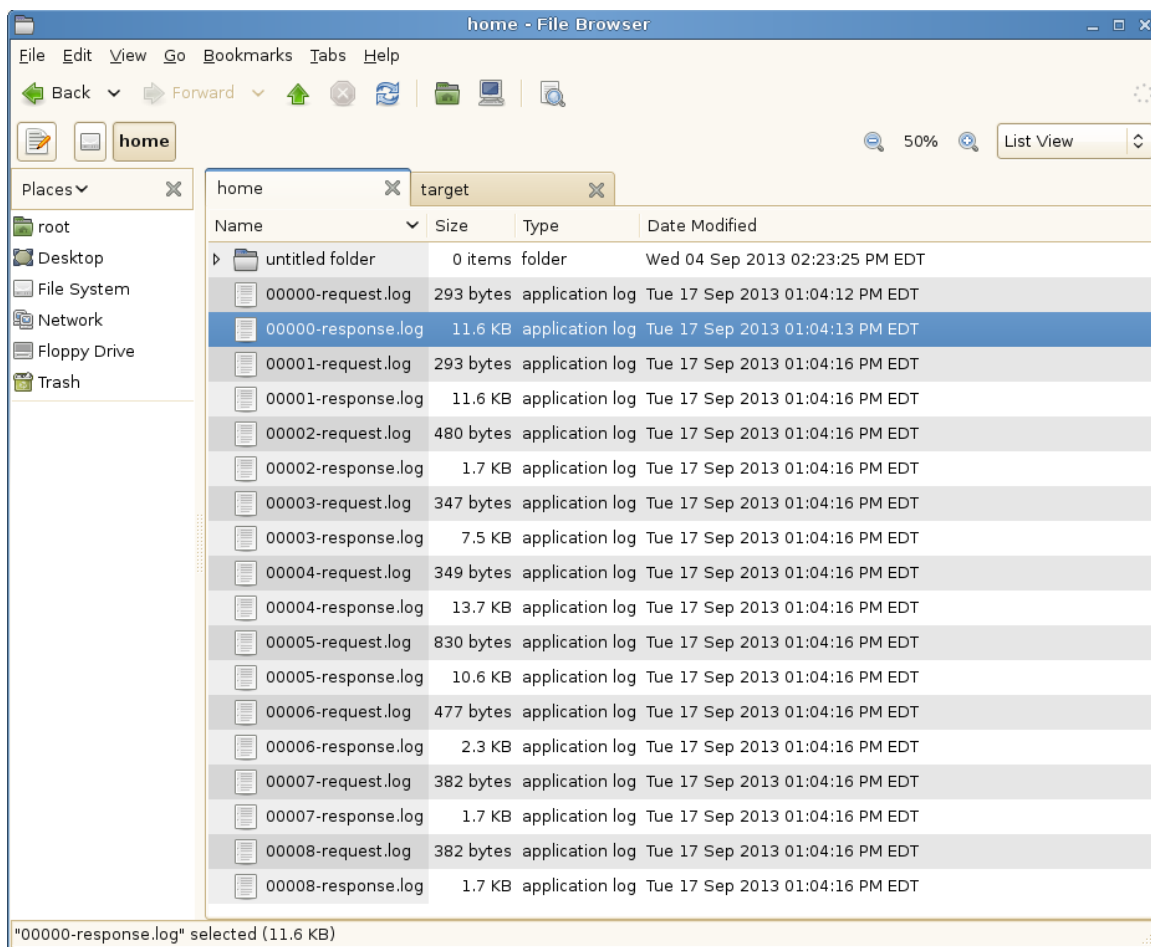 home - File Browser
File Edit View Go Bookmarks Tabs Help
Back Forward
home 50% List View
Places home target
Name Size Type Date Modified
root
Desktop
File System
Network
Floppy Drive
Trash
untitled folder 0 items folder Wed 04 Sep 2013 02:23:25 PM EDT
00000-request.log 293 bytes application log Tue 17 Sep 2013 01:04:12 PM EDT
00000-response.log 11.6 KB application log Tue 17 Sep 2013 01:04:13 PM EDT
00001-request.log 293 bytes application log Tue 17 Sep 2013 01:04:16 PM EDT
00001-response.log 11.6 KB application log Tue 17 Sep 2013 01:04:16 PM EDT
00002-request.log 480 bytes application log Tue 17 Sep 2013 01:04:16 PM EDT
00002-response.log 1.7 KB application log Tue 17 Sep 2013 01:04:16 PM EDT
00003-request.log 347 bytes application log Tue 17 Sep 2013 01:04:16 PM EDT
00003-response.log 7.5 KB application log Tue 17 Sep 2013 01:04:16 PM EDT
00004-request.log 349 bytes application log Tue 17 Sep 2013 01:04:16 PM EDT
00004-response.log 13.7 KB application log Tue 17 Sep 2013 01:04:16 PM EDT
00005-request.log 830 bytes application log Tue 17 Sep 2013 01:04:16 PM EDT
00005-response.log 10.6 KB application log Tue 17 Sep 2013 01:04:16 PM EDT
00006-request.log 477 bytes application log Tue 17 Sep 2013 01:04:16 PM EDT
00006-response.log 2.3 KB application log Tue 17 Sep 2013 01:04:16 PM EDT
00007-request.log 382 bytes application log Tue 17 Sep 2013 01:04:16 PM EDT
00007-response.log 1.7 KB application log Tue 17 Sep 2013 01:04:16 PM EDT
00008-request.log 382 bytes application log Tue 17 Sep 2013 01:04:16 PM EDT
00008-response.log 1.7 KB application log Tue 17 Sep 2013 01:04:16 PM EDT
"00000-response.log" selected (11.6 KB)